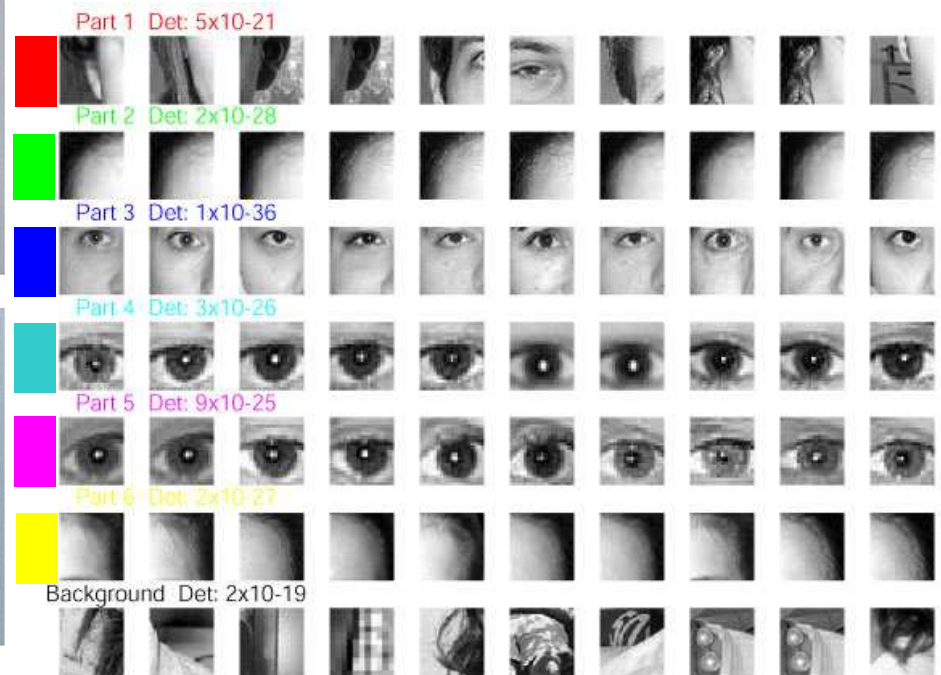 Part 1 Det: 5x10-21
Part 2 Det: 2x10-28
Part 3 Det: 1x10-36
Part 4 Det: 3x10-26
Part 5 Det: 9x10-25
Part 6 Det: 2x10-27
Background Det: 2x10-19